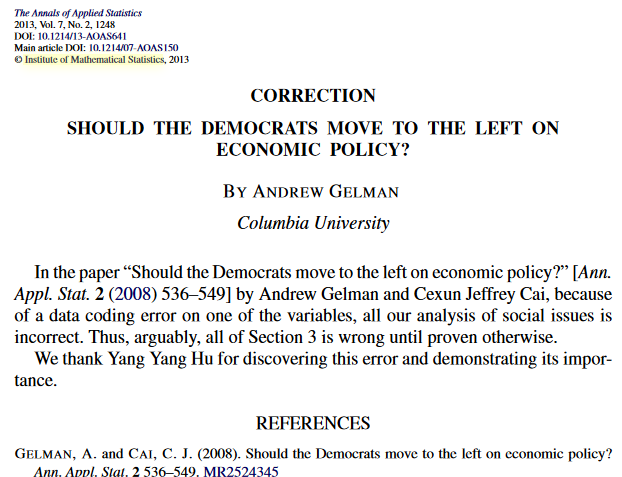 The Annals of Applied Statistics
2013, Vol. 7, No. 2, 1248
DOI: 10.1214/13-AOAS641
Main article DOI: 10.1214/07-AOAS150
© Institute of Mathematical Statistics, 2013
CORRECTION
SHOULD THE DEMOCRATS MOVE TO THE LEFT ON
ECONOMIC POLICY?
BY ANDREW GELMAN
Columbia University
In the paper “Should the Democrats move to the left on economic policy?” [Ann.
Appl. Stat. 2 (2008) 536–549] by Andrew Gelman and Cexun Jeffrey Cai, because
of a data coding error on one of the variables, all our analysis of social issues is
incorrect. Thus, arguably, all of Section 3 is wrong until proven otherwise.
We thank Yang Yang Hu for discovering this error and demonstrating its impor-
tance.
REFERENCES
GELMAN, A. and CAI, C. J. (2008). Should the Democrats move to the left on economic policy?
Ann. Appl. Stat. 2 536–549. MR2524345